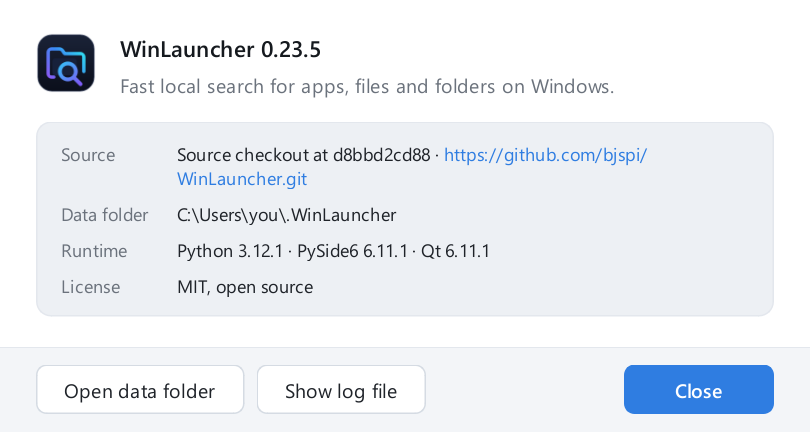 WinLauncher 0.23.5
Fast local search for apps, files and folders on Windows.
Source Source checkout at d8bbd2cd88 · https://github.com/bjspi/
WinLauncher.git
Data folder C:\Users\you\.WinLauncher
Runtime Python 3.12.1 · PySide6 6.11.1 · Qt 6.11.1
License MIT, open source
Open data folder Show log file Close